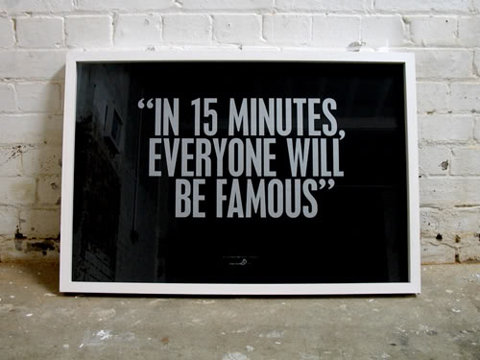 “IN 15 MINUTES,
EVERYONE WILL
BE FAMOUS”